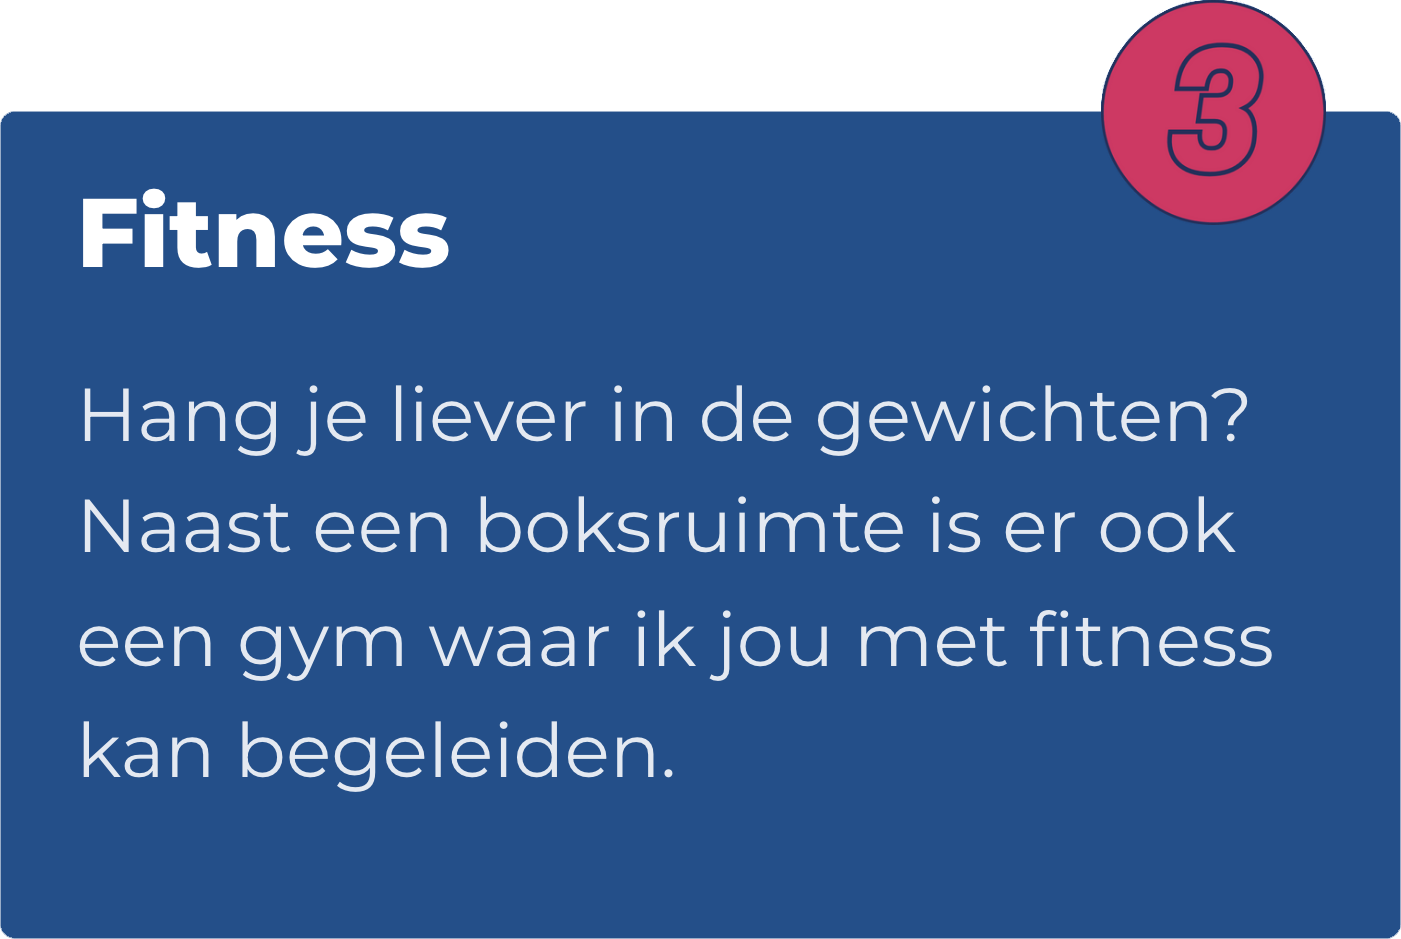 3
Fitness
Hang je liever in de gewichten?
Naast een boksruimte is er ook
een gym waar ik jou met fitness
kan begeleiden.